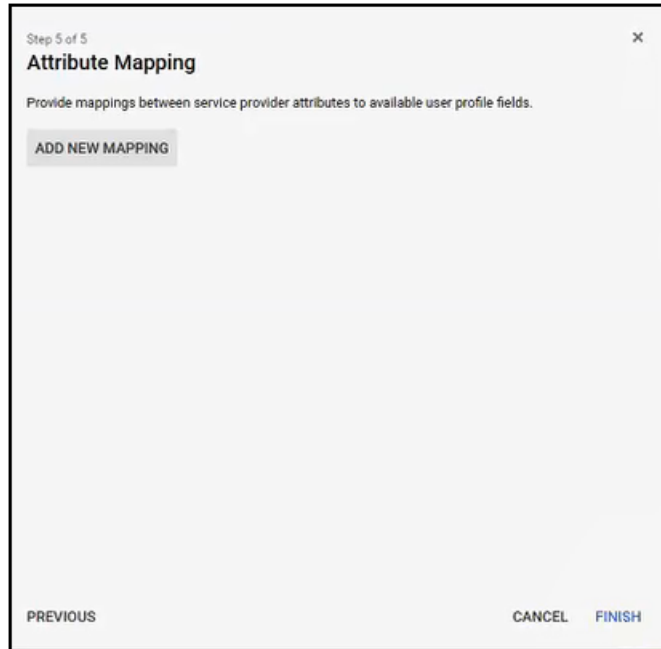 Step 5 of 5
×
Attribute Mapping
Provide mappings between service provider attributes to available user profile fields.
ADD NEW MAPPING
PREVIOUS
CANCEL
FINISH